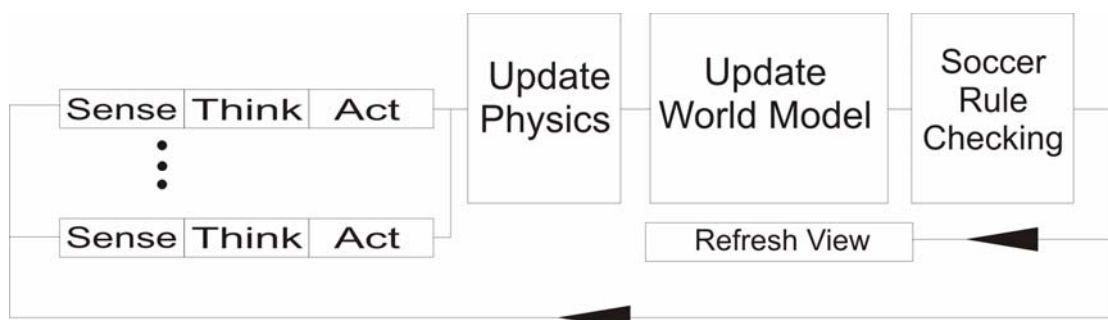 Sense Think Act
Sense Think Act
Update
Physics
Update
World Model
Soccer
Rule
Checking
Refresh View